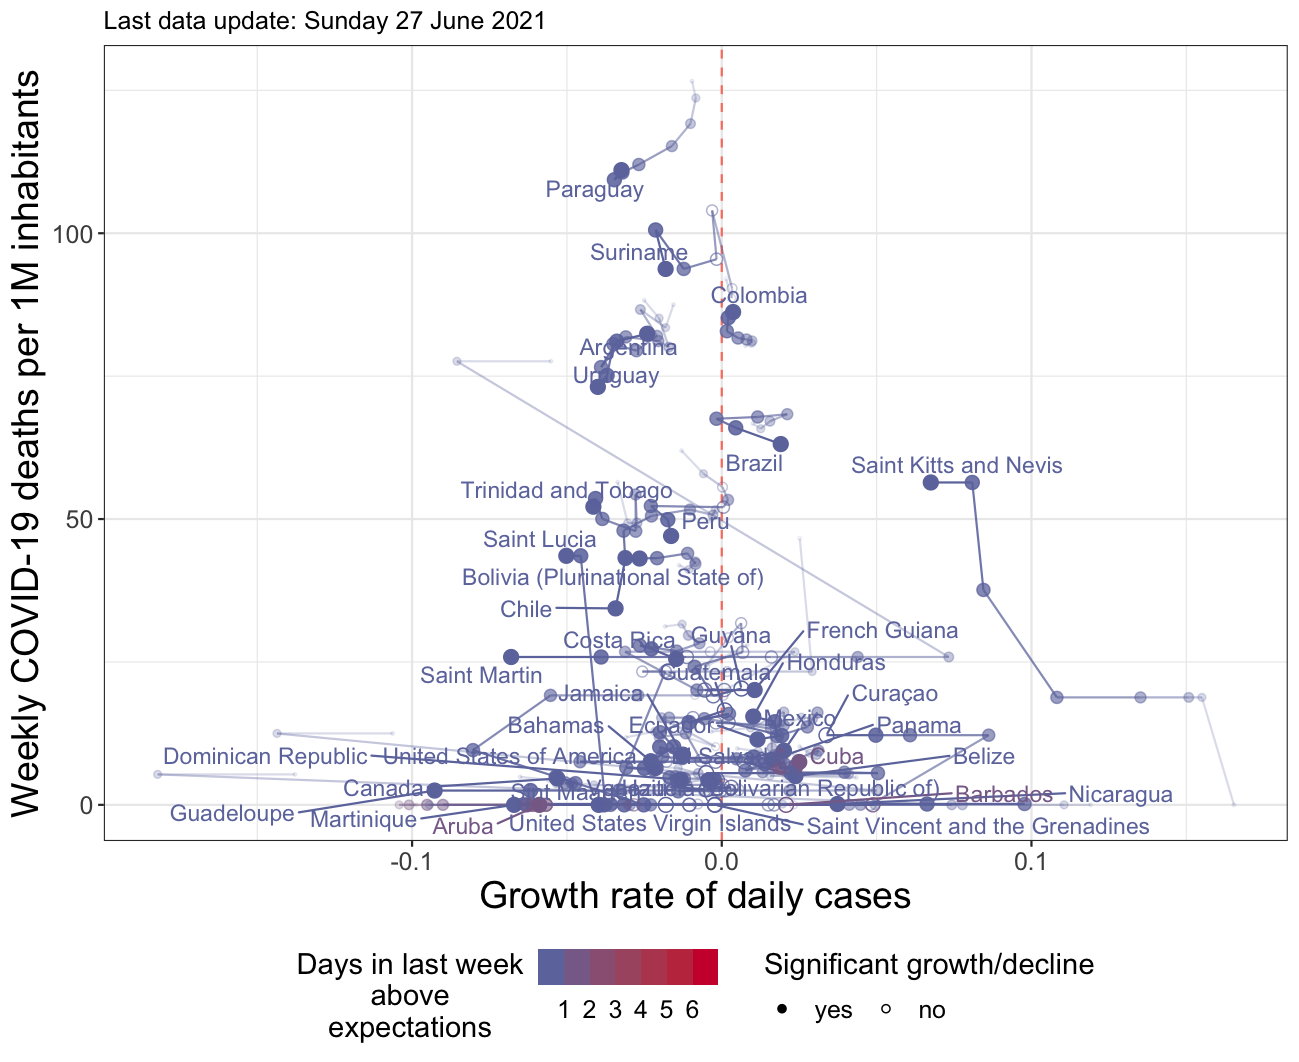 Last data update: Sunday 27 June 2021
Weekly COVID-19 deaths per 1M inhabitants
100
50
0
Paraguay
Suriname
Colombia
Argentina
Uruguay
Brazil
Saint Kitts and Nevis
Trinidad and Tobago
Peru
Saint Lucia
Bolivia (Plurinational State of)
Chile
French Guiana
Costa Rica
Guyana
Honduras
Saint Martin
Guatemala
Jamaica
Curaçao
Bahamas
Ecuador
Mexico
Panama
Dominican Republic
United States of America
Salvador
Cuba
Belize
Canada
Venezuela (Bolivarian Republic of)
Barbados
Nicaragua
Guadeloupe
Martinique
Aruba
United States Virgin Islands
Saint Vincent and the Grenadines
-0.1
0.0
0.1
Growth rate of daily cases
Days in last week
above
expectations
1 2 3 4 5 6
Significant growth/decline
yes
no